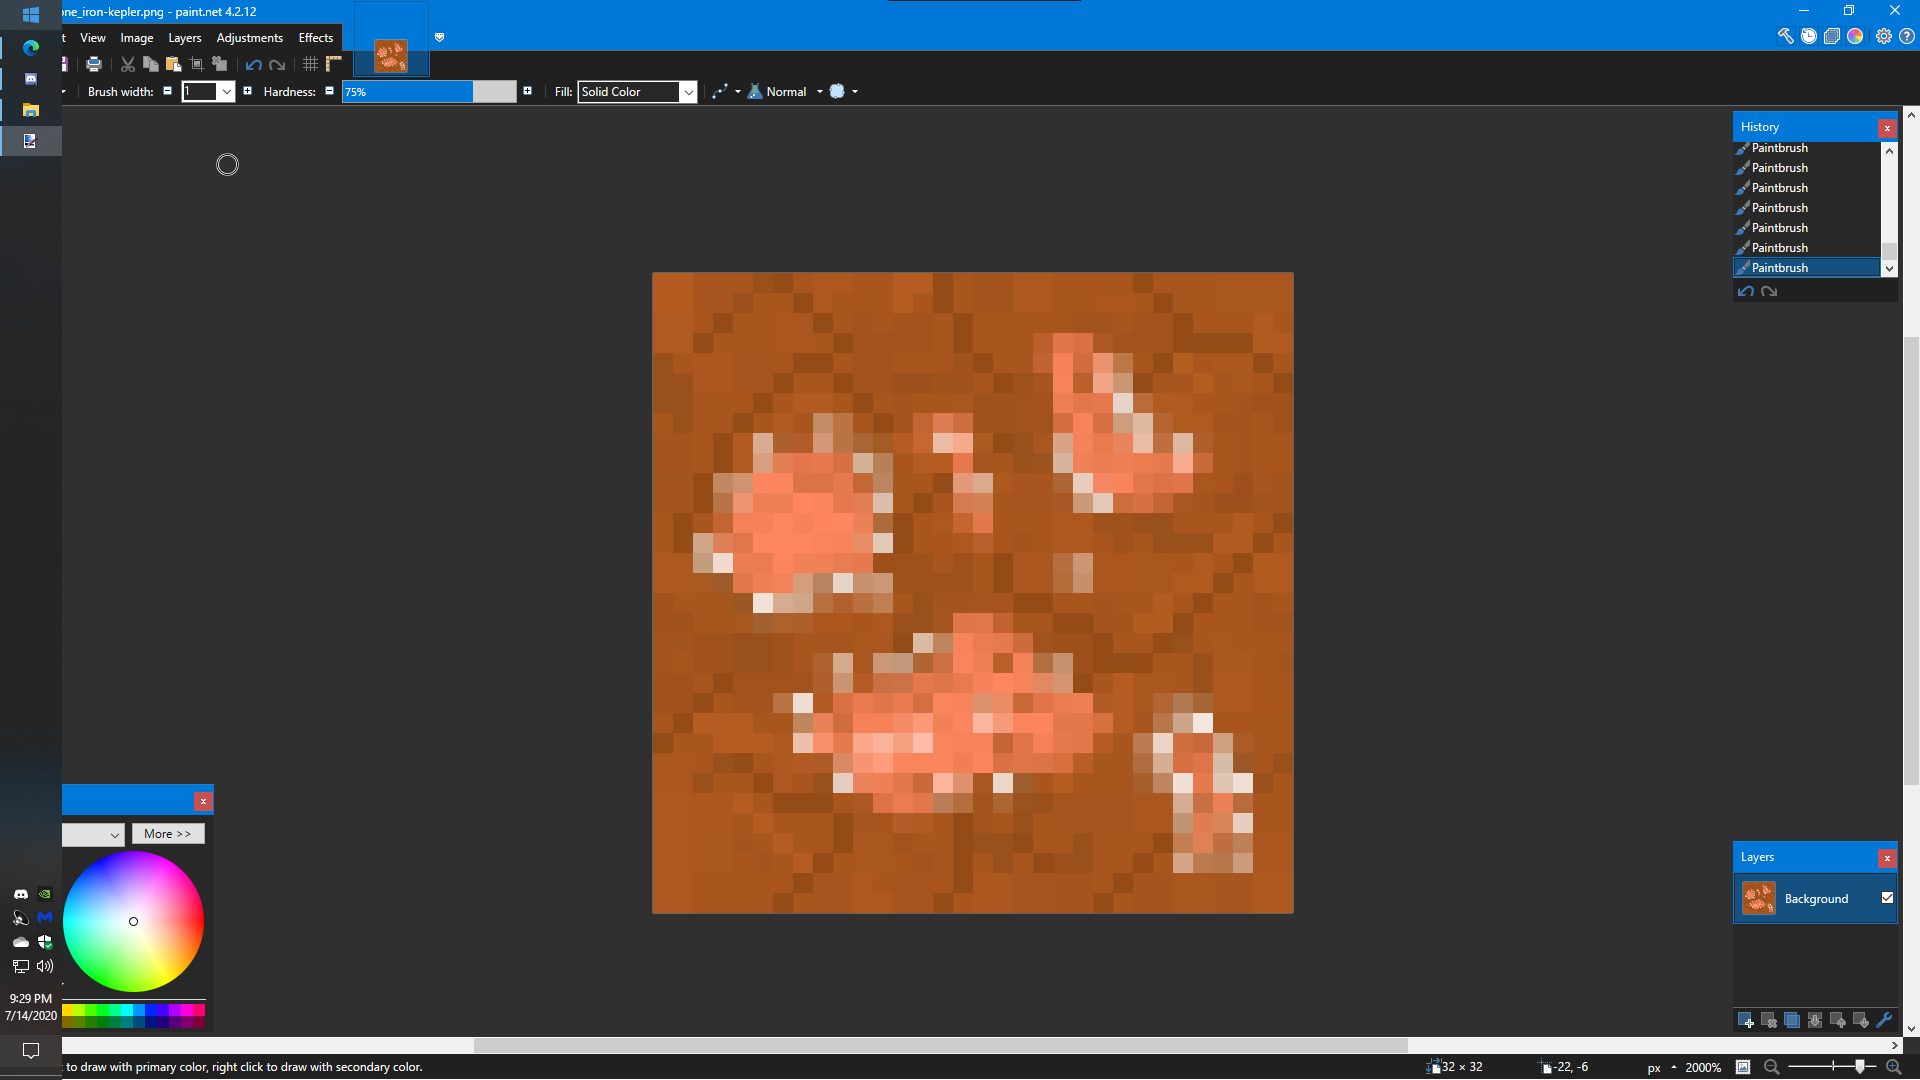 one_iron-kepler.png - paint.net 4.2.12
t View Image Layers Adjustments Effects
Brush width: 1 Hardness: 75% Fill: Solid Color Normal
History
Paintbrush
Paintbrush
Paintbrush
Paintbrush
Paintbrush
Paintbrush
Paintbrush
More >>
Layers
Background
9:29 PM
7/14/2020
to draw with primary color, right click to draw with secondary color.
32 × 32
-22, -6
px
2000%